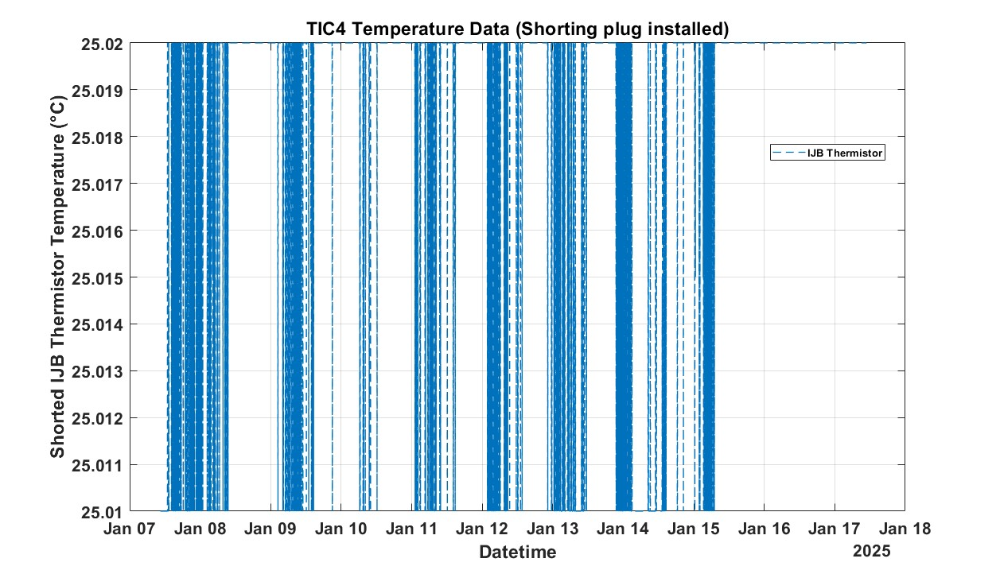 TIC4 Temperature Data (Shorting plug installed)
25.02
25.019
25.018
25.017
25.016
25.015
25.014
25.013
25.012
25.011
25.01
Shorted IJB Thermistor Temperature (°C)
IJB Thermistor
Jan 07 Jan 08 Jan 09 Jan 10 Jan 11 Jan 12 Jan 13 Jan 14 Jan 15 Jan 16 Jan 17 Jan 18
Datetime
2025